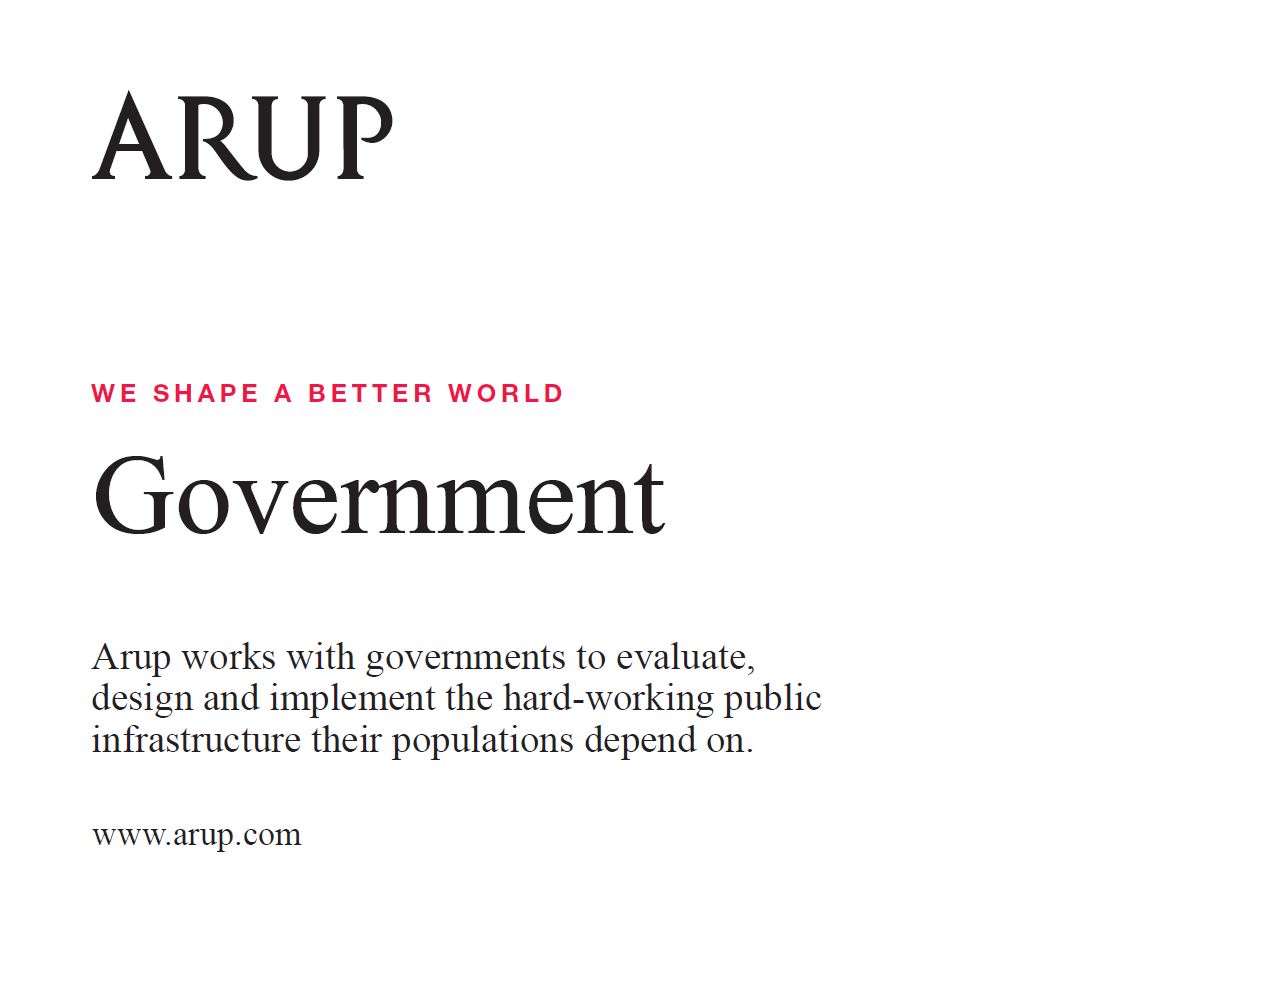 ARUP
WE SHAPE A BETTER WORLD
Government
Arup works with governments to evaluate,
design and implement the hard-working public
infrastructure their populations depend on.
www.arup.com